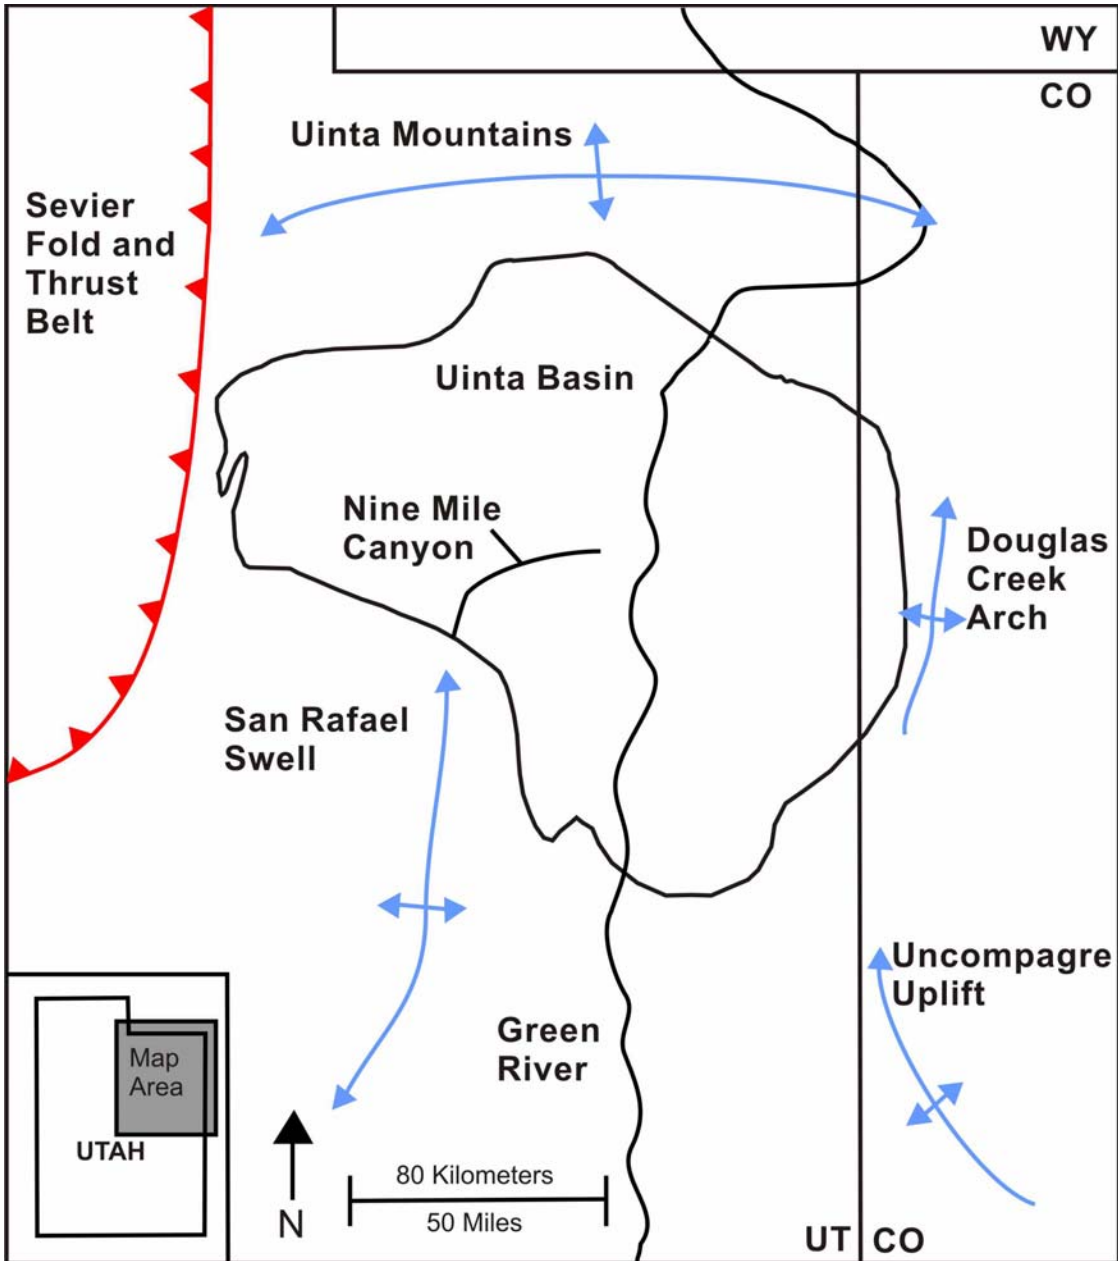 WY
CO
Uinta Mountains
Sevier
Fold and
Thrust
Belt
Uinta Basin
Nine Mile
Canyon
Douglas
Creek
Arch
San Rafael
Swell
Uncompagre
Uplift
Green
River
Map
Area
UTAH
N
80 Kilometers
50 Miles
UT
CO